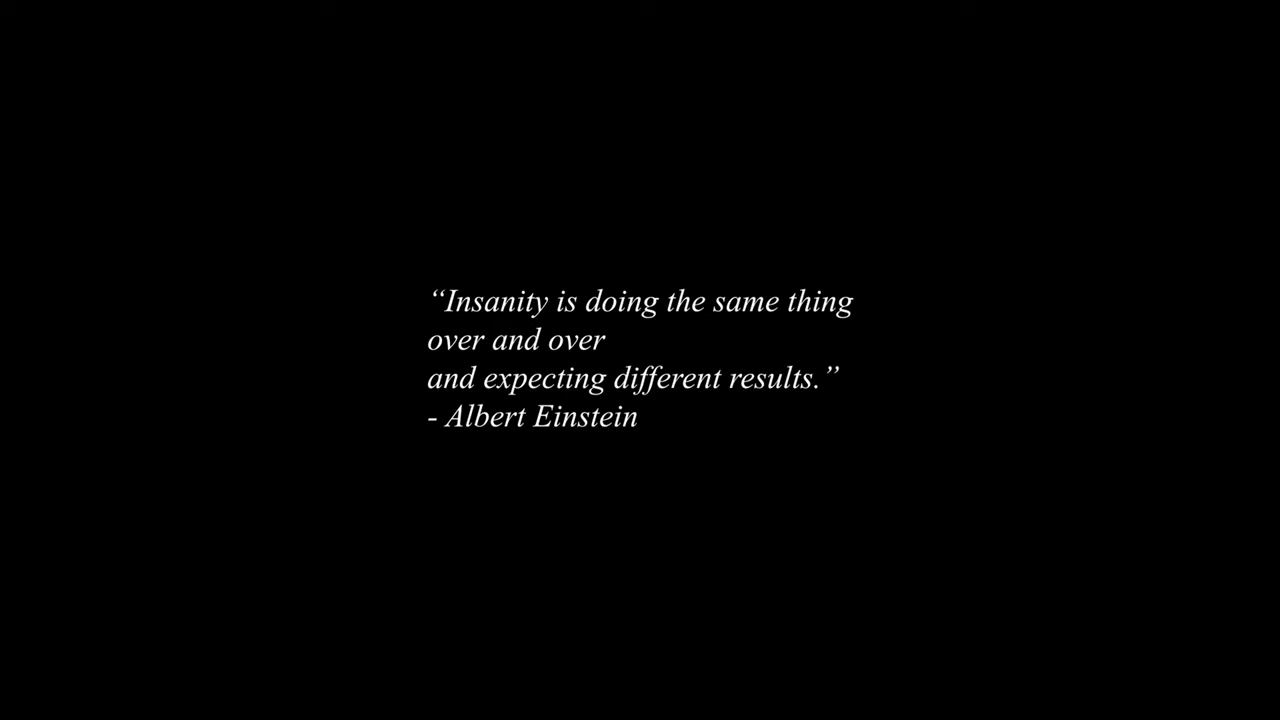 “Insanity is doing the same thing
over and over
and expecting different results.”
- Albert Einstein